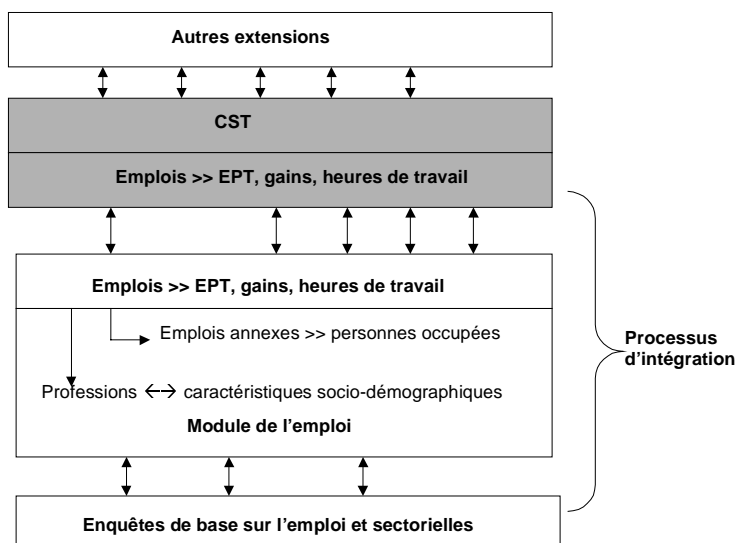 Autres extensions
CST
Emplois >> EPT, gains, heures de travail
Emplois >> EPT, gains, heures de travail
Emplois annexes >> personnes occupées
Professions <--> caractéristiques socio-démographiques
Module de l'emploi
Processus
d'intégration
Enquêtes de base sur l'emploi et sectorielles